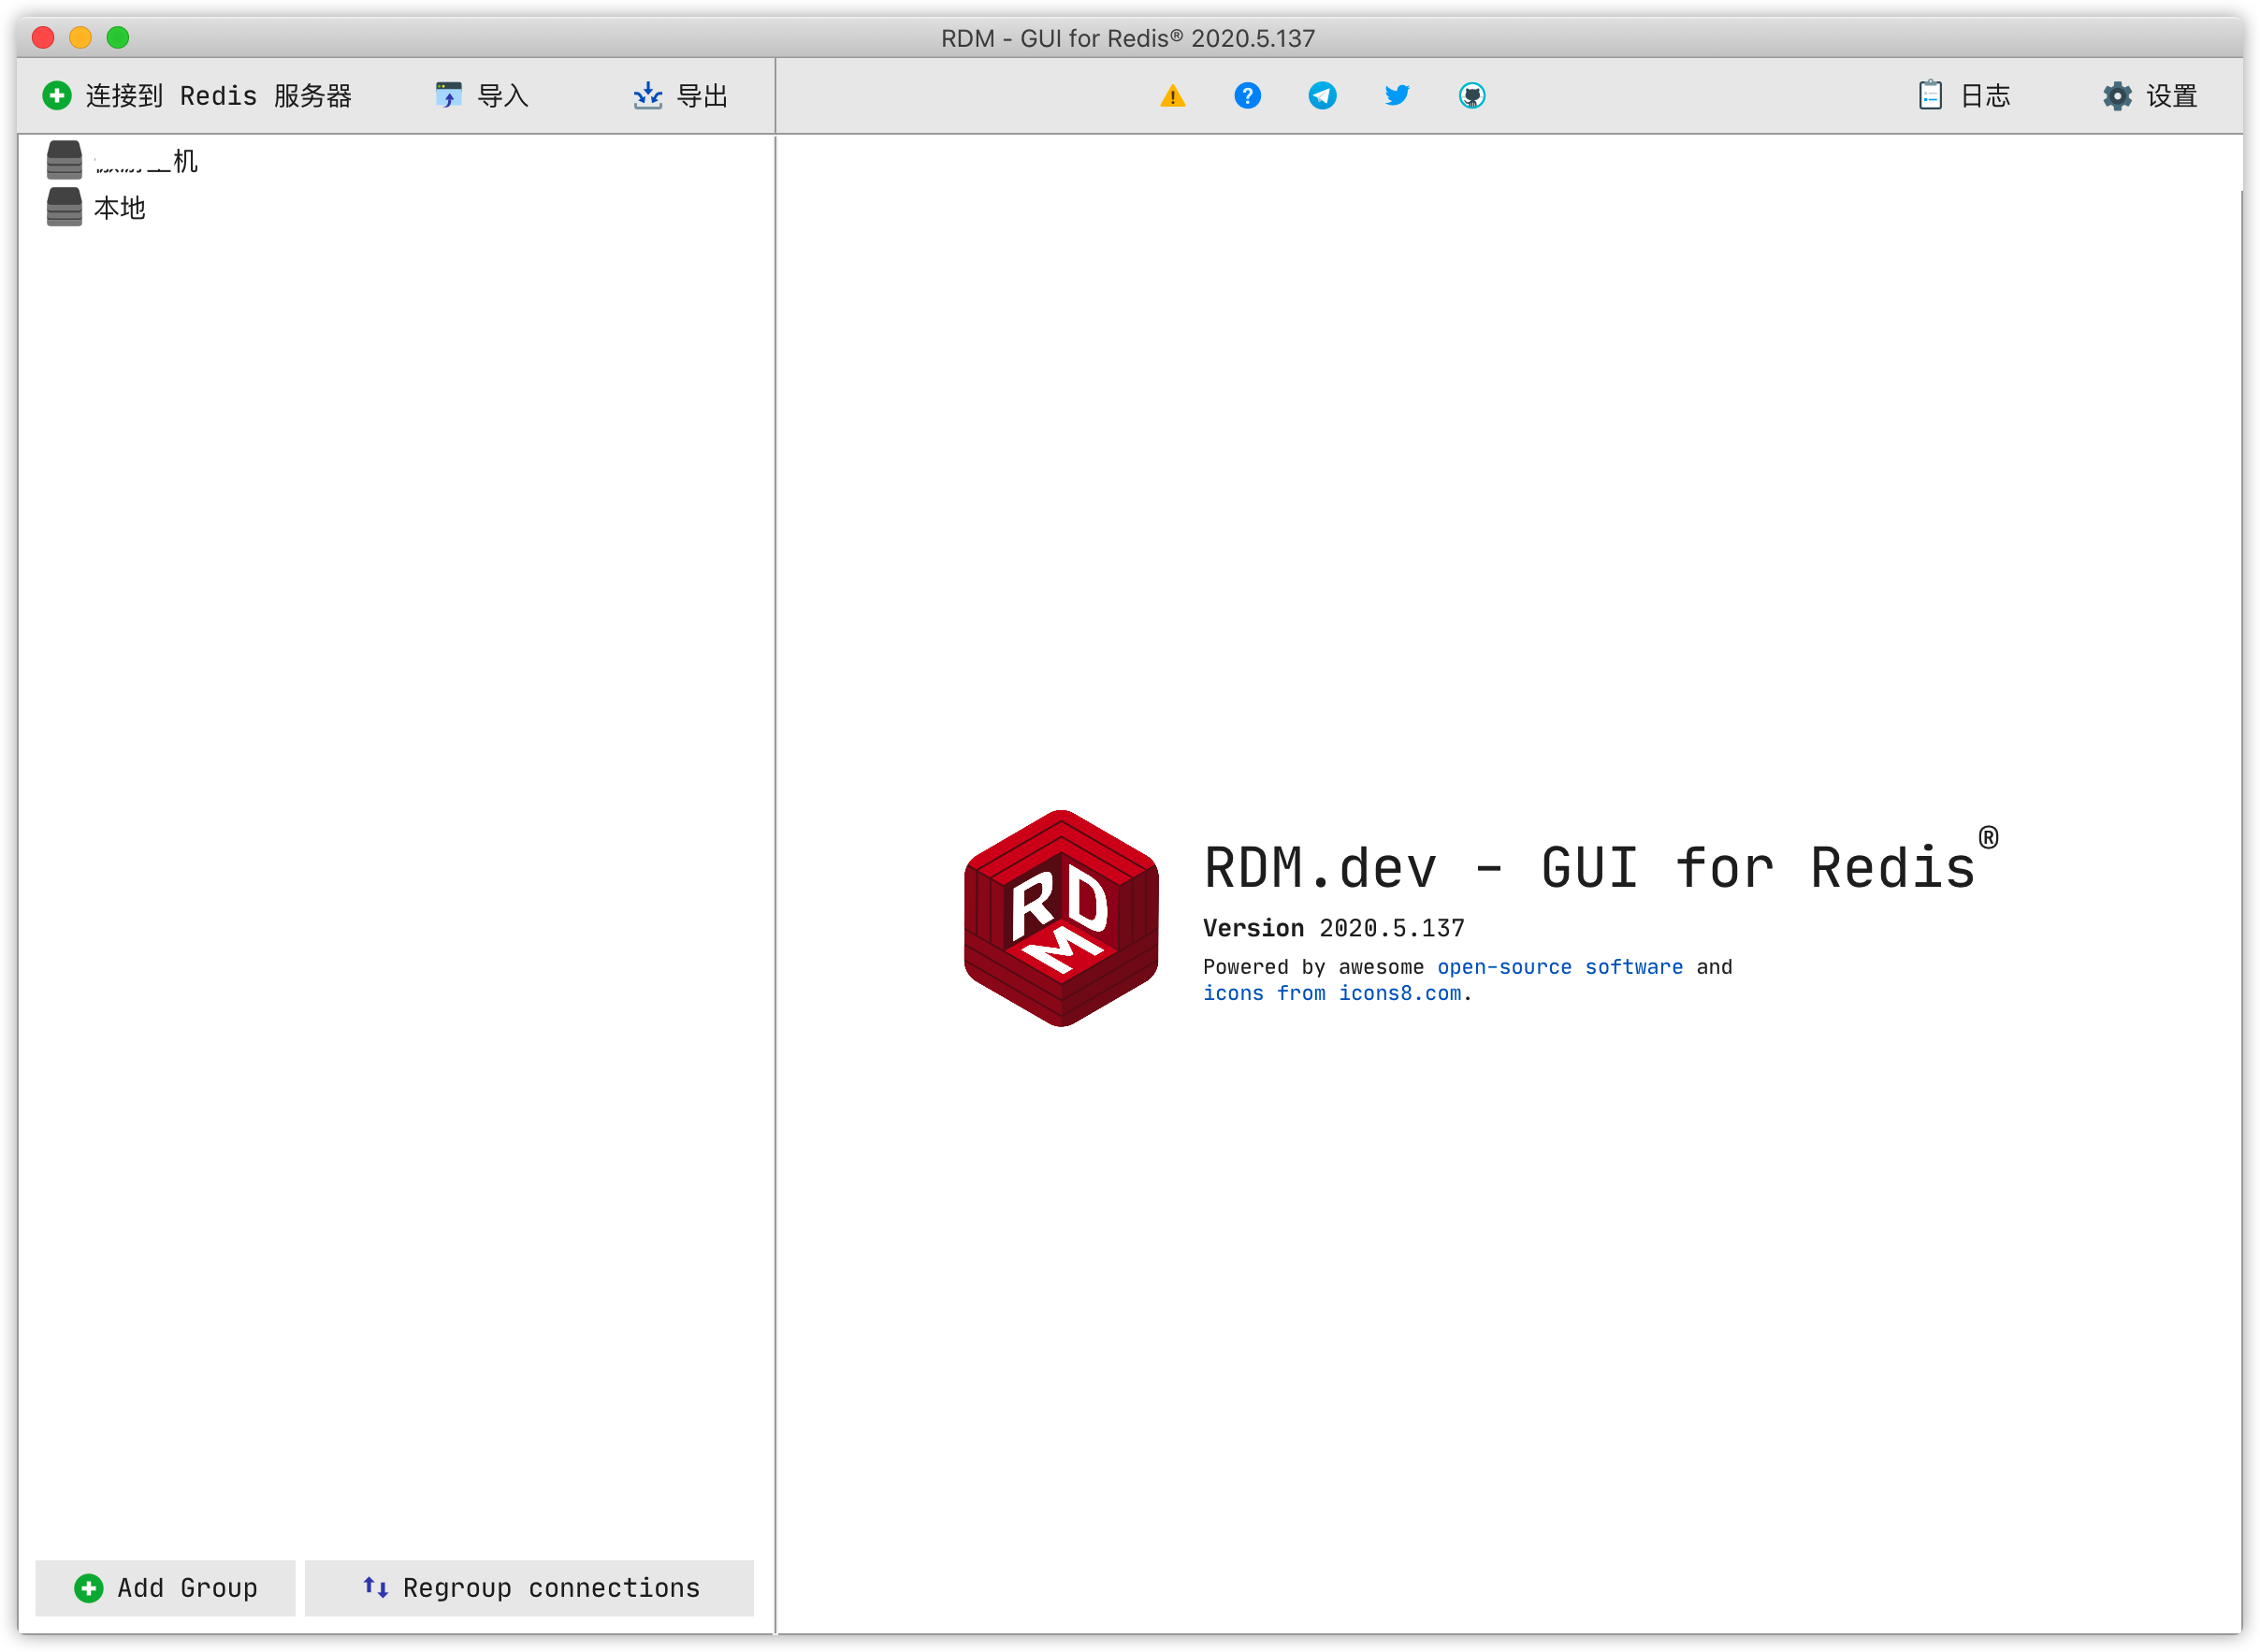 RDM - GUI for Redis® 2020.5.137
连接到 Redis 服务器 导入 导出 日志 设置
机
本地
RDM
RDM.dev - GUI for Redis®
Version 2020.5.137
Powered by awesome open-source software and
icons from icons8.com.
Add Group Regroup connections